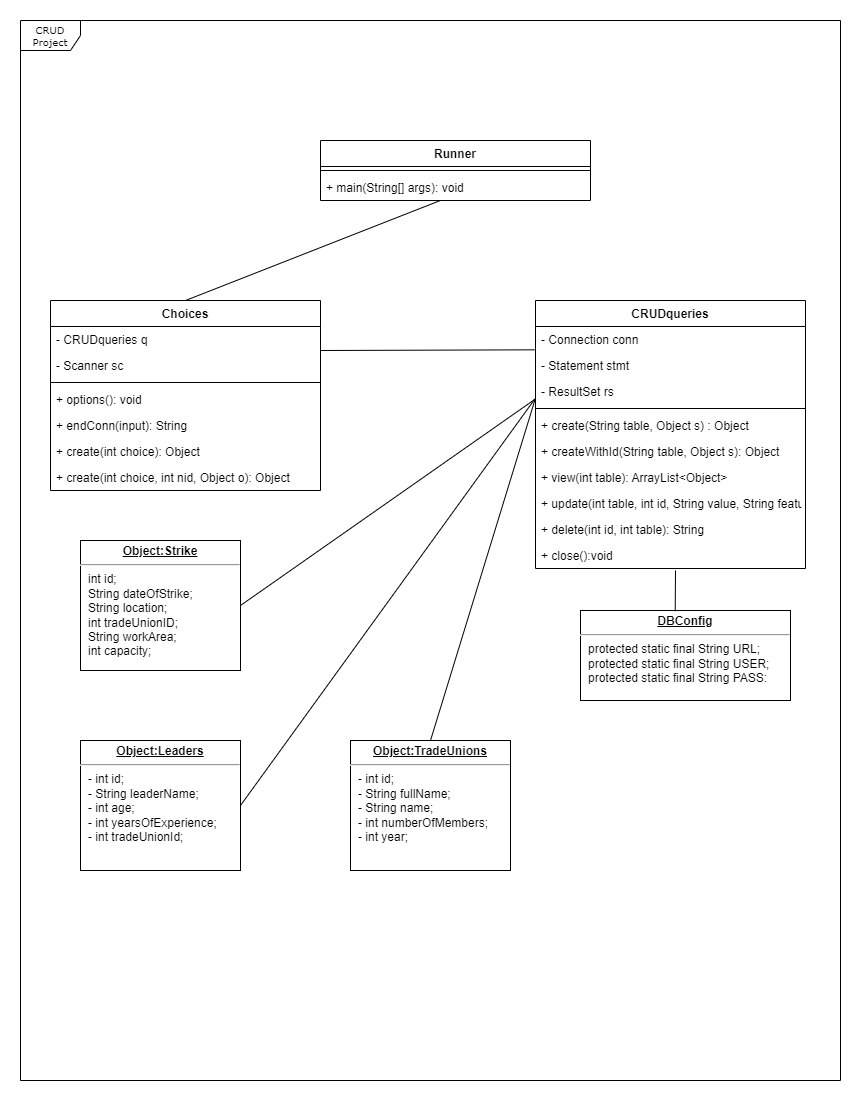 CRUD
Project
Runner
+ main(String[] args): void
Choices
- CRUDqueries q
- Scanner sc
+ options(): void
+ endConn(input): String
+ create(int choice): Object
+ create(int choice, int nid, Object o): Object
CRUDqueries
- Connection conn
- Statement stmt
- ResultSet rs
+ create(String table, Object s) : Object
+ createWithId(String table, Object s): Object
+ view(int table): ArrayList<Object>
+ update(int table, int id, String value, String featu
+ delete(int id, int table): String
+ close():void
Object:Strike
int id;
String dateOfStrike;
String location;
int tradeUnionID;
String workArea;
int capacity;
DBConfig
protected static final String URL;
protected static final String USER;
protected static final String PASS:
Object:Leaders
- int id;
- String leaderName;
- int age;
- int yearsOfExperience;
- int tradeUnionId;
Object:TradeUnions
- int id;
- String fullName;
- String name;
- int numberOfMembers;
- int year;